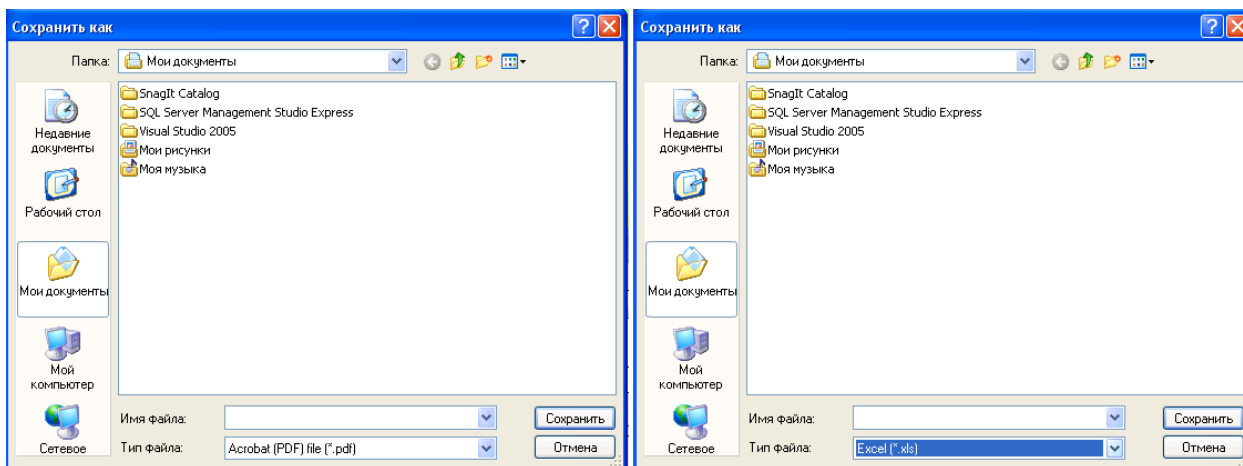 Сохранить как
Папка: Мои документы
SnagIt Catalog
SQL Server Management Studio Express
Visual Studio 2005
Мои рисунки
Моя музыка
Недавние
документы
Рабочий стол
Мои документы
Мой
компьютер
Сетевое
Имя файла:
Сохранить
Тип файла: Acrobat (PDF) file (*.pdf)
Отмена
Сохранить как
Папка: Мои документы
SnagIt Catalog
SQL Server Management Studio Express
Visual Studio 2005
Мои рисунки
Моя музыка
Недавние
документы
Рабочий стол
Мои документы
Мой
компьютер
Сетевое
Имя файла:
Сохранить
Тип файла: Excel (*.xls)
Отмена